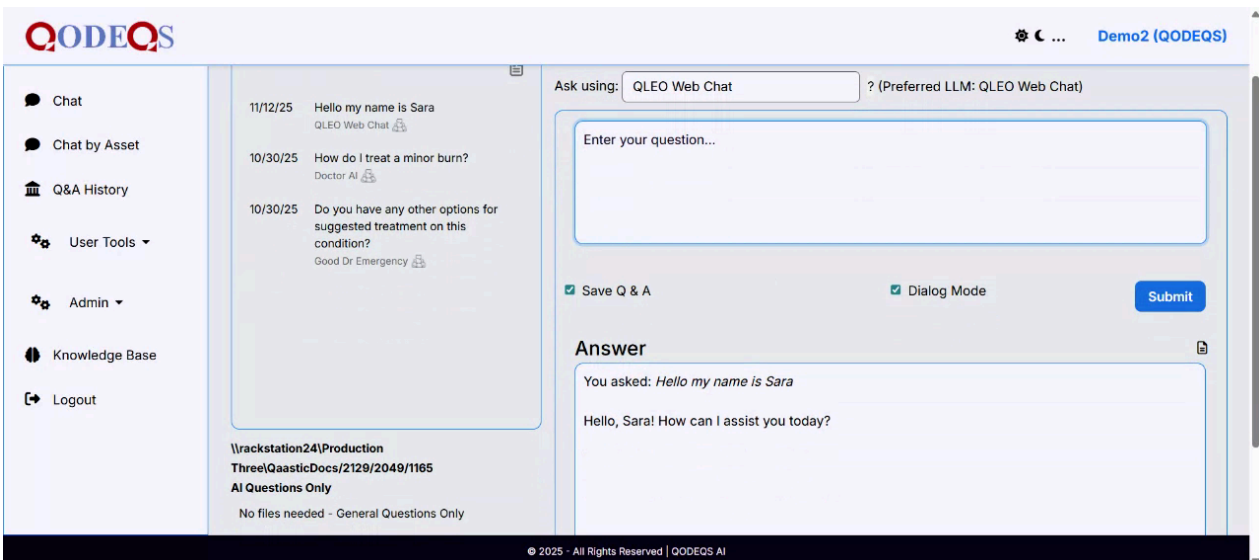 QODEQS
...
Demo2 (QODEQS)
Chat
Chat by Asset
Q&A History
User Tools
Admin
Knowledge Base
Logout
11/12/25 Hello my name is Sara
QLEO Web Chat
10/30/25 How do I treat a minor burn?
Doctor AI
10/30/25 Do you have any other options for
suggested treatment on this
condition?
Good Dr Emergency
\\rackstation24\Production
Three\QaasticDocs/2129/2049/1165
AI Questions Only
No files needed - General Questions Only
Ask using: QLEO Web Chat ? (Preferred LLM: QLEO Web Chat)
Enter your question...
Save Q & A
Dialog Mode
Submit
Answer
You asked: Hello my name is Sara
Hello, Sara! How can I assist you today?
© 2025 - All Rights Reserved | QODEQS AI